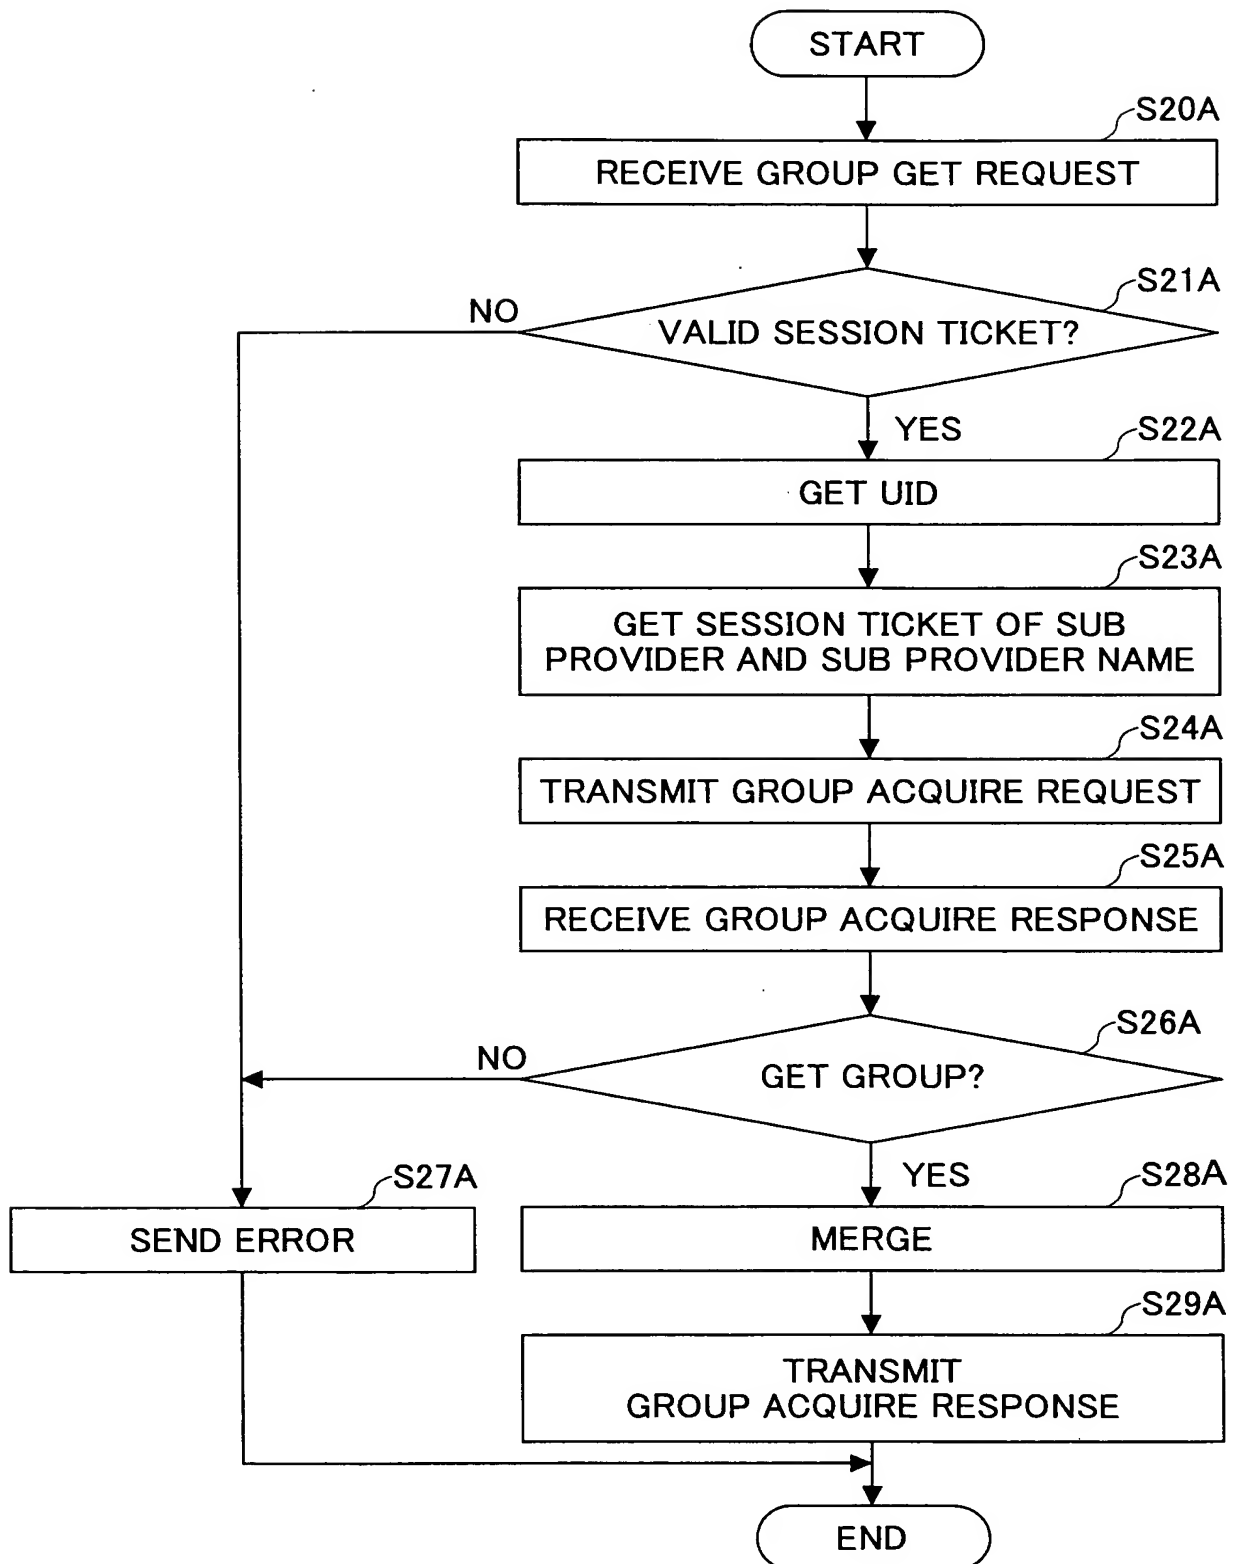 START
S20A
RECEIVE GROUP GET REQUEST
S21A
NO
VALID SESSION TICKET?
YES
S22A
GET UID
S23A
GET SESSION TICKET OF SUB
PROVIDER AND SUB PROVIDER NAME
S24A
TRANSMIT GROUP ACQUIRE REQUEST
S25A
RECEIVE GROUP ACQUIRE RESPONSE
S26A
NO
GET GROUP?
YES
S27A
S28A
SEND ERROR
MERGE
S29A
TRANSMIT
GROUP ACQUIRE RESPONSE
END